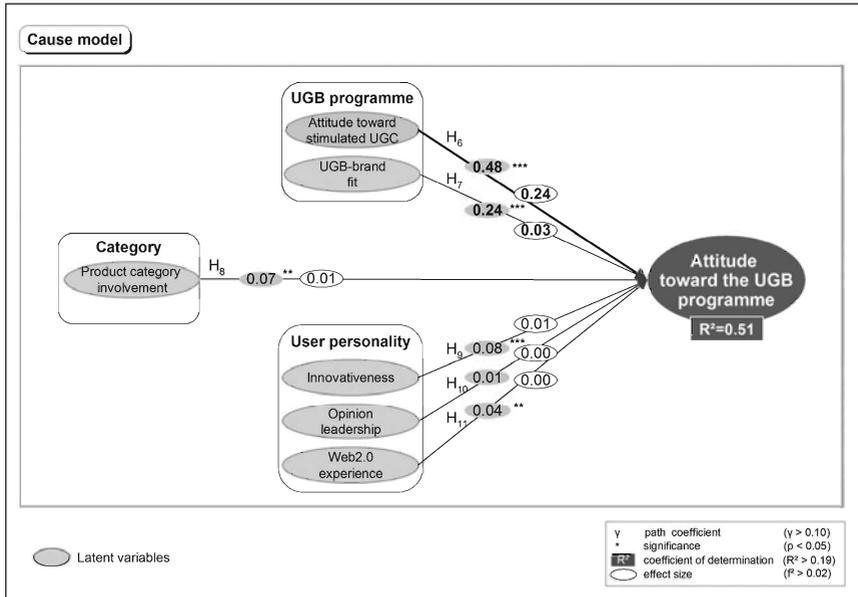 Cause model
UGB programme
Attitude toward
stimulated UGC
UGB-brand
fit
H6
0.48 ***
0.24
H7
0.24 ***
0.03
Category
Product category
involvement
H8
0.07 **
0.01
Attitude
toward the UGB
programme
R²=0.51
User personality
Innovativeness
Opinion
leadership
Web2.0
experience
H9
0.08 ***
0.01
H10
0.01
0.00
H11
0.04 **
0.00
Latent variables
γ path coefficient (γ > 0.10)
* significance (p < 0.05)
R² coefficient of determination (R² > 0.19)
effect size (f² > 0.02)